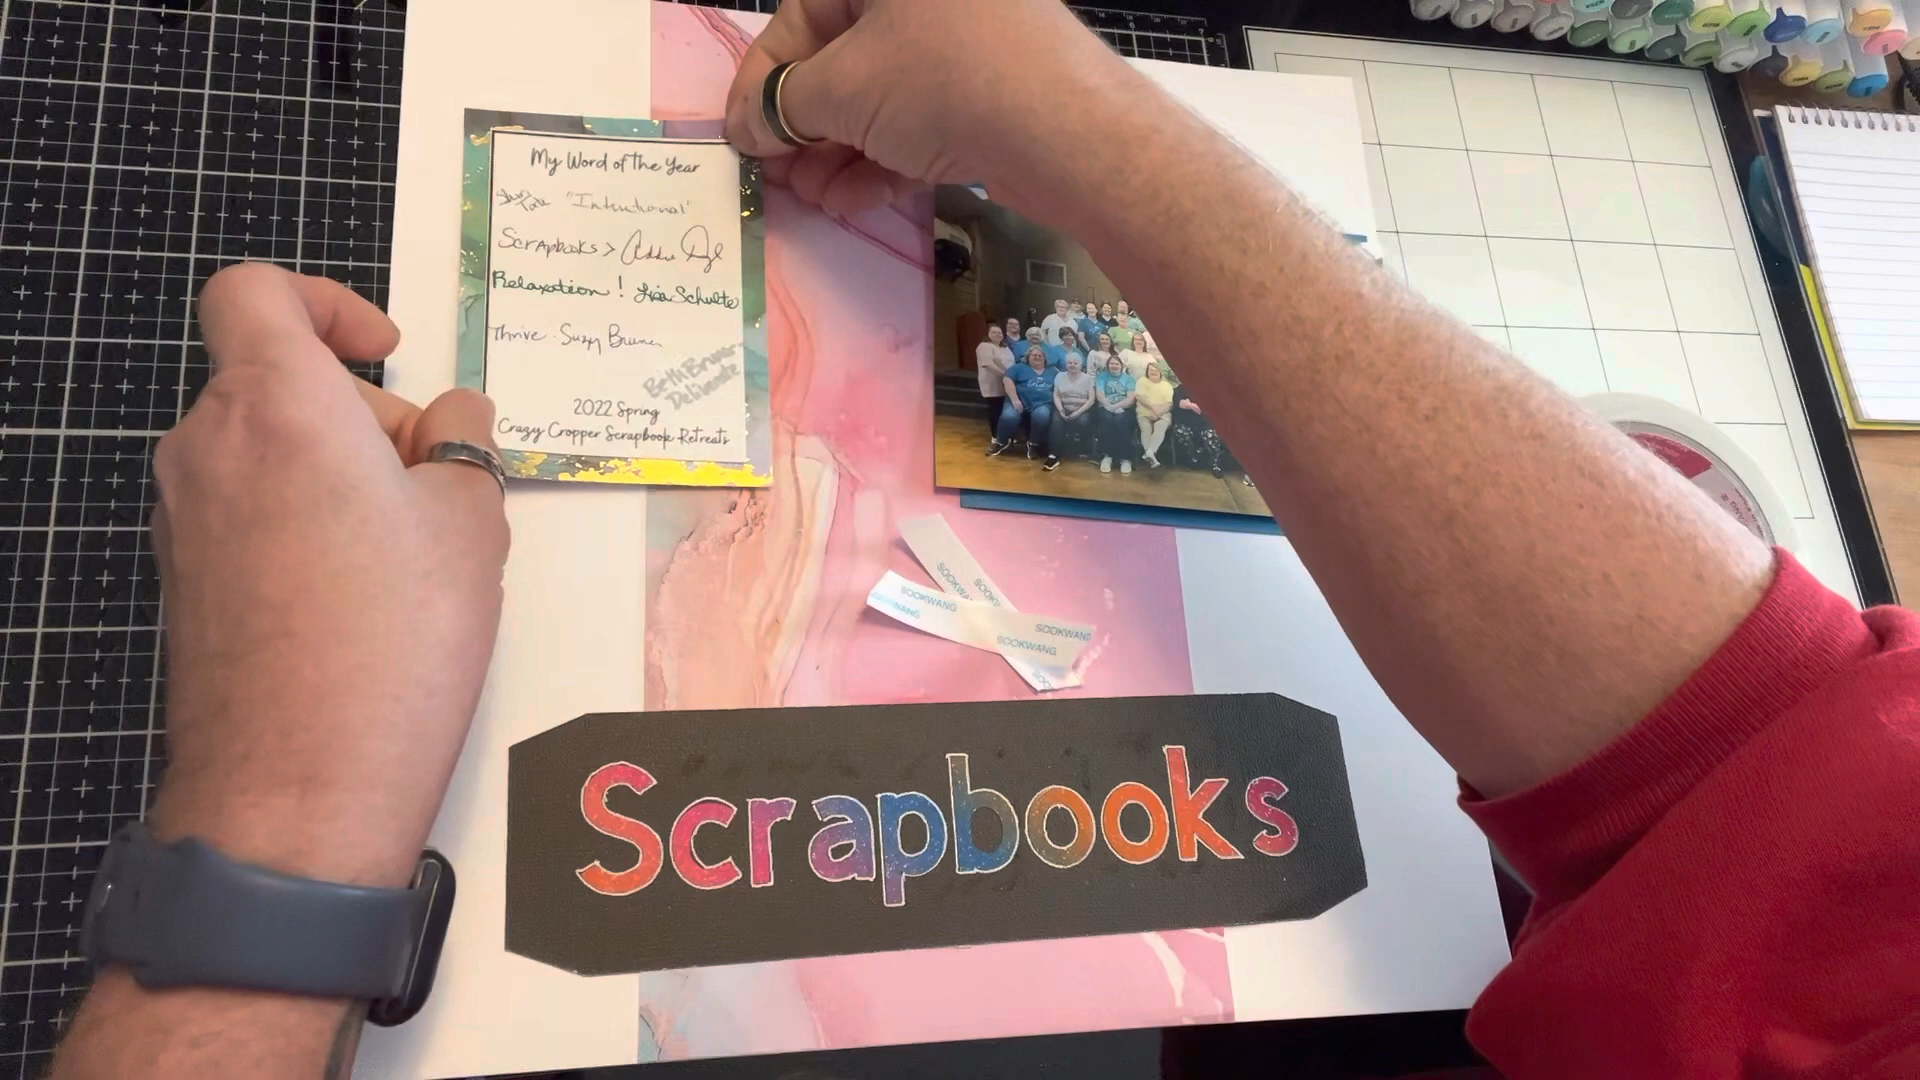 My Word of the Year
"Intentional"
Scrapbooks >
Relaxation! Lisa Schulte
Thrive - Suzy
Beth
Deliberate
2022 Spring
Crazy Cropper Scrapbook Retreats
SOOKWANG
SOOKWANG
SOOKWANG
SOOKWANG
Scrapbooks